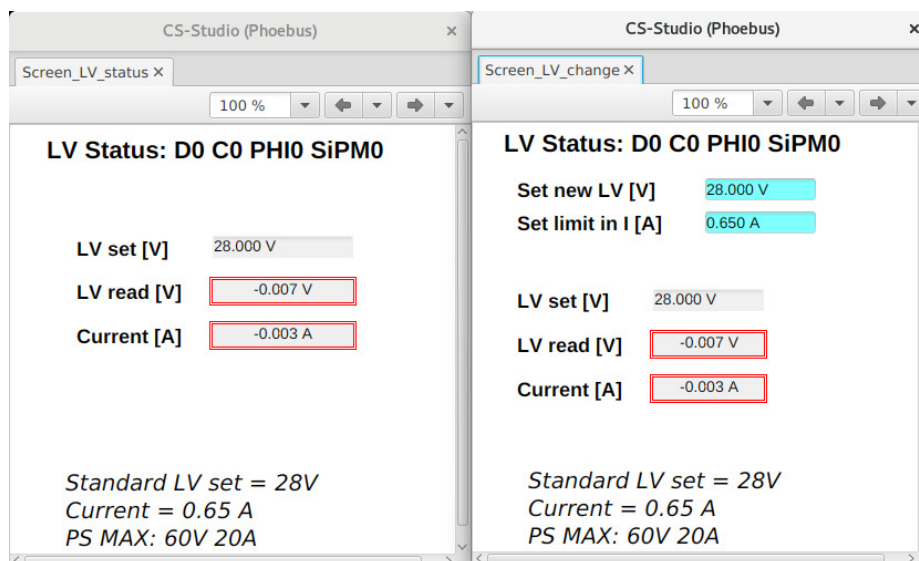 CS-Studio (Phoebus)
Screen_LV_status
100 %
LV Status: D0 C0 PHI0 SiPM0
LV set [V] 28.000 V
LV read [V] -0.007 V
Current [A] -0.003 A
Standard LV set = 28V
Current = 0.65 A
PS MAX: 60V 20A
CS-Studio (Phoebus)
Screen_LV_change
100 %
LV Status: D0 C0 PHI0 SiPM0
Set new LV [V] 28.000 V
Set limit in I [A] 0.650 A
LV set [V] 28.000 V
LV read [V] -0.007 V
Current [A] -0.003 A
Standard LV set = 28V
Current = 0.65 A
PS MAX: 60V 20A